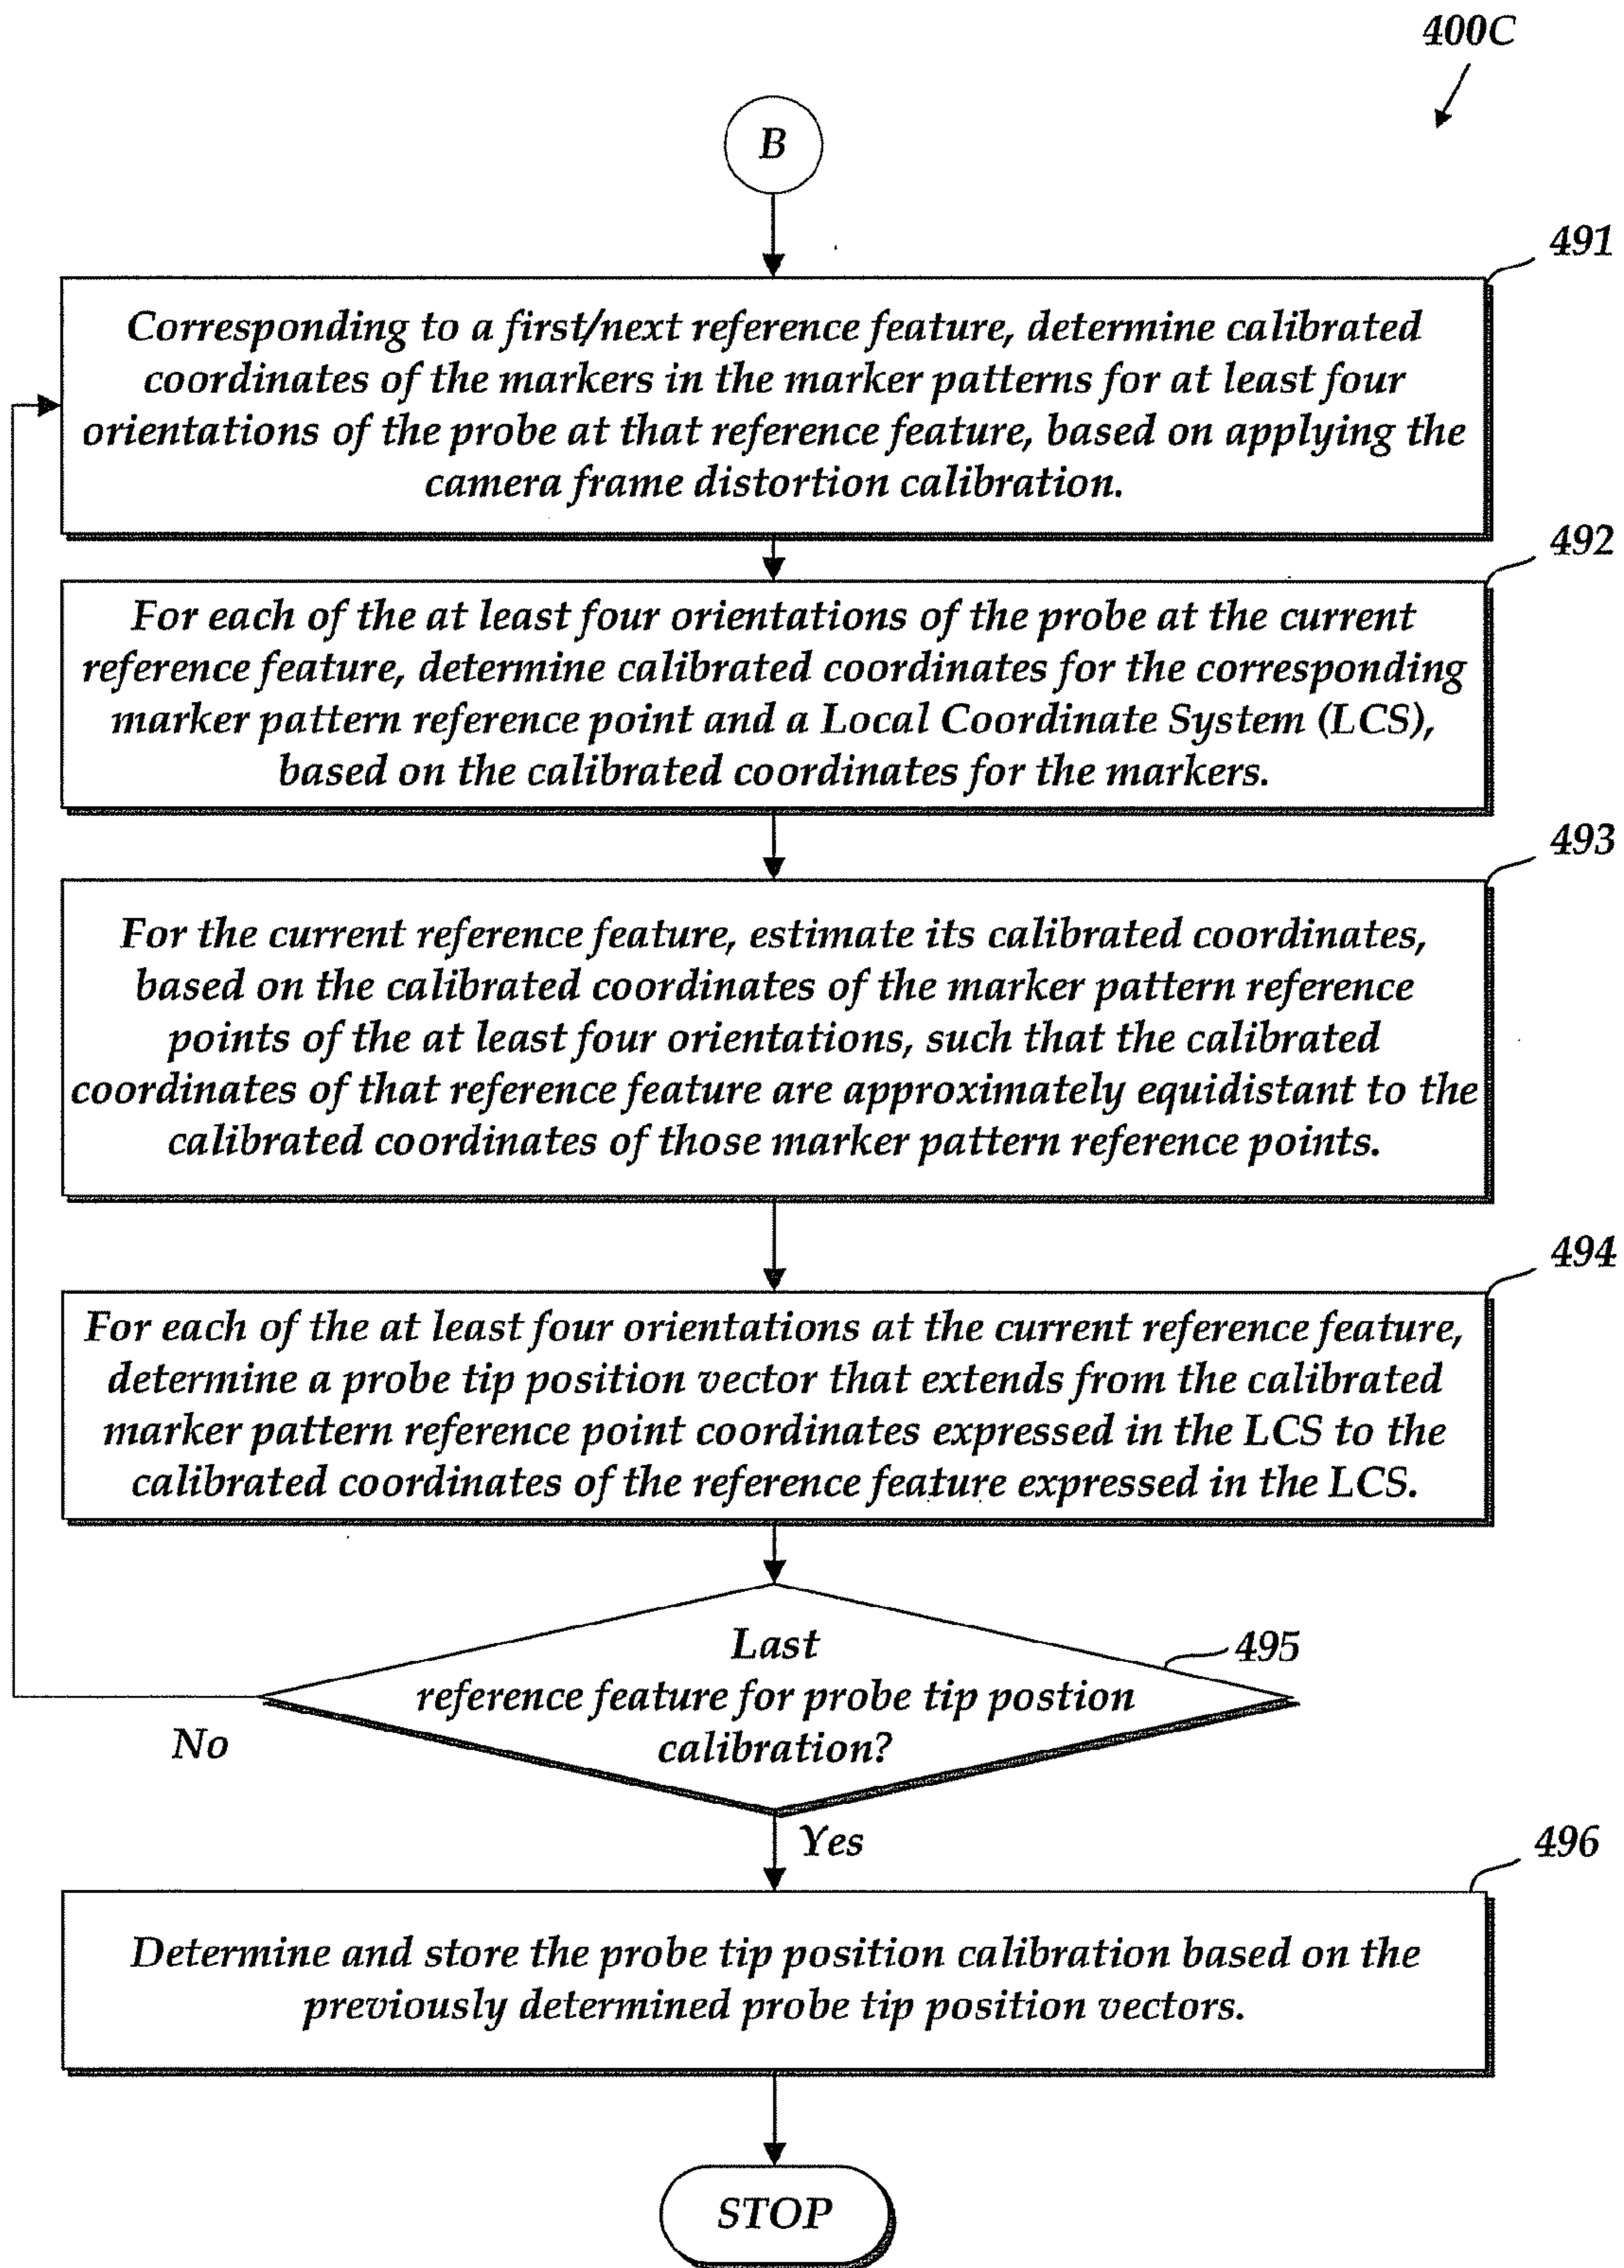 400C
B
491
Corresponding to a first/next reference feature, determine calibrated
coordinates of the markers in the marker patterns for at least four
orientations of the probe at that reference feature, based on applying the
camera frame distortion calibration.
492
For each of the at least four orientations of the probe at the current
reference feature, determine calibrated coordinates for the corresponding
marker pattern reference point and a Local Coordinate System (LCS),
based on the calibrated coordinates for the markers.
493
For the current reference feature, estimate its calibrated coordinates,
based on the calibrated coordinates of the marker pattern reference
points of the at least four orientations, such that the calibrated
coordinates of that reference feature are approximately equidistant to the
calibrated coordinates of those marker pattern reference points.
494
For each of the at least four orientations at the current reference feature,
determine a probe tip position vector that extends from the calibrated
marker pattern reference point coordinates expressed in the LCS to the
calibrated coordinates of the reference feature expressed in the LCS.
Last
495
reference feature for probe tip postion
calibration?
No
Yes
496
Determine and store the probe tip position calibration based on the
previously determined probe tip position vectors.
STOP